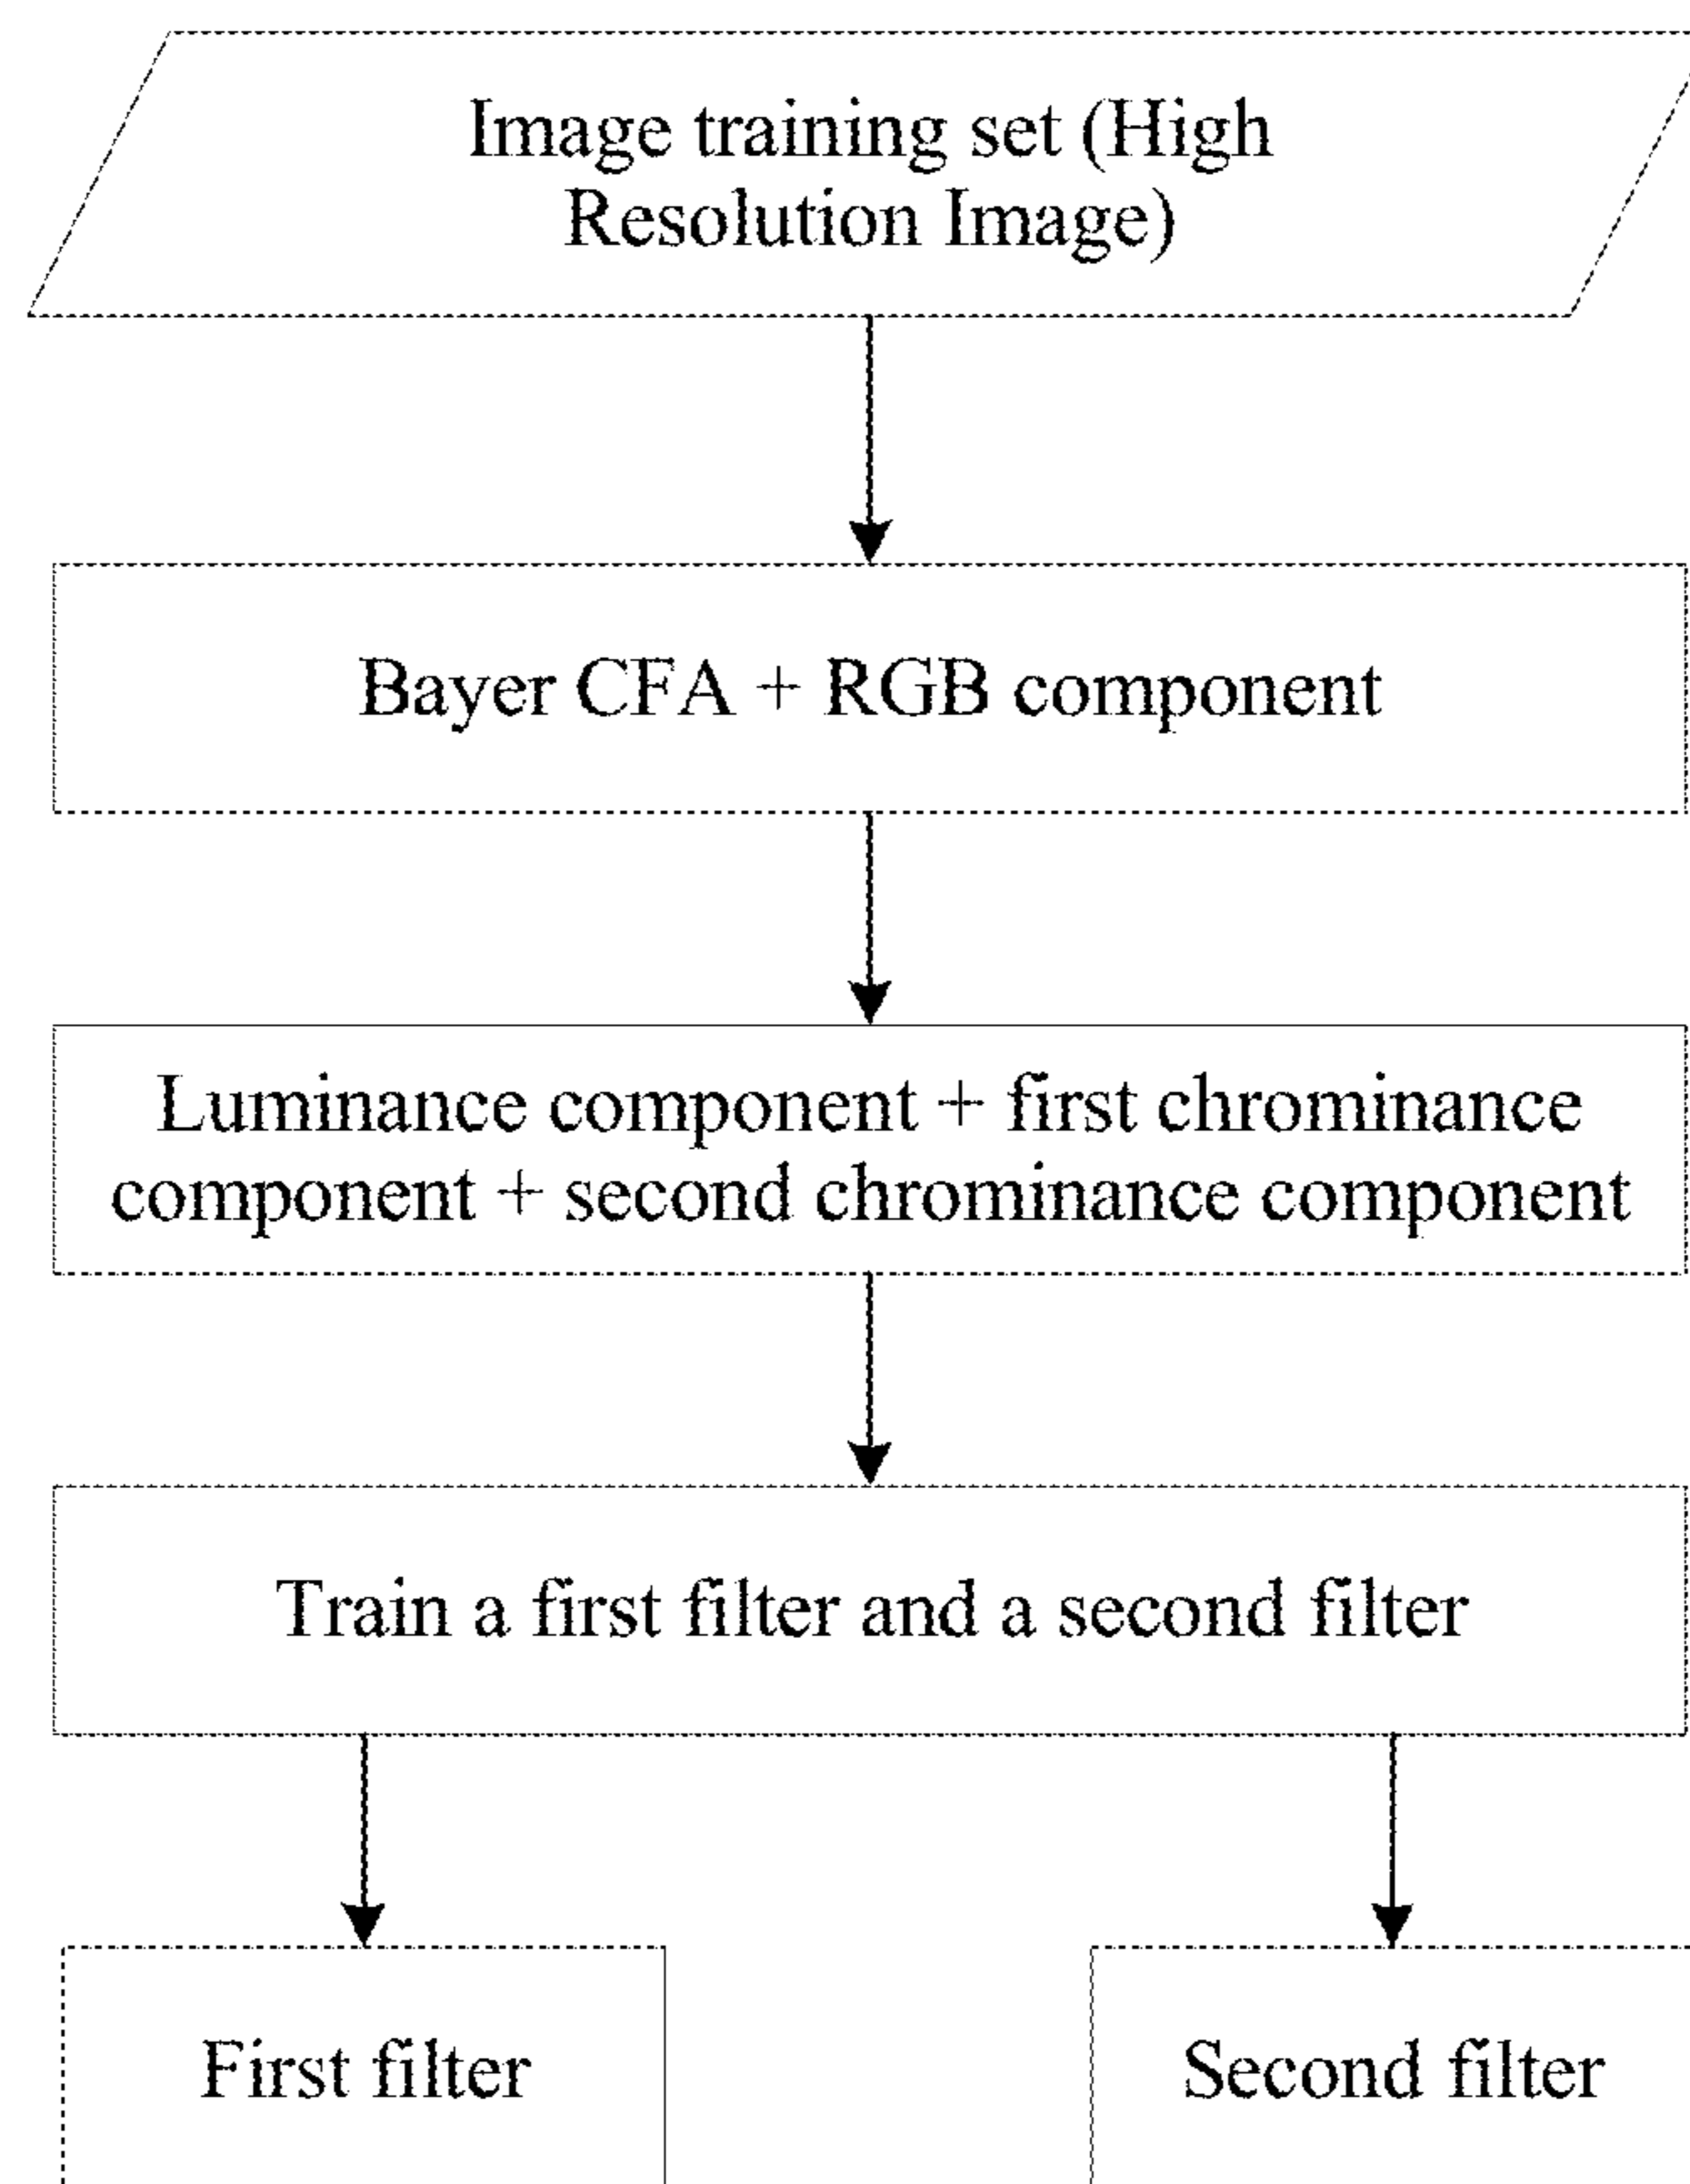 Image training set (High
Resolution Image)
Bayer CFA + RGB component
Luminance component + first chrominance
component + second chrominance component
Train a first filter and a second filter
First filter
Second filter